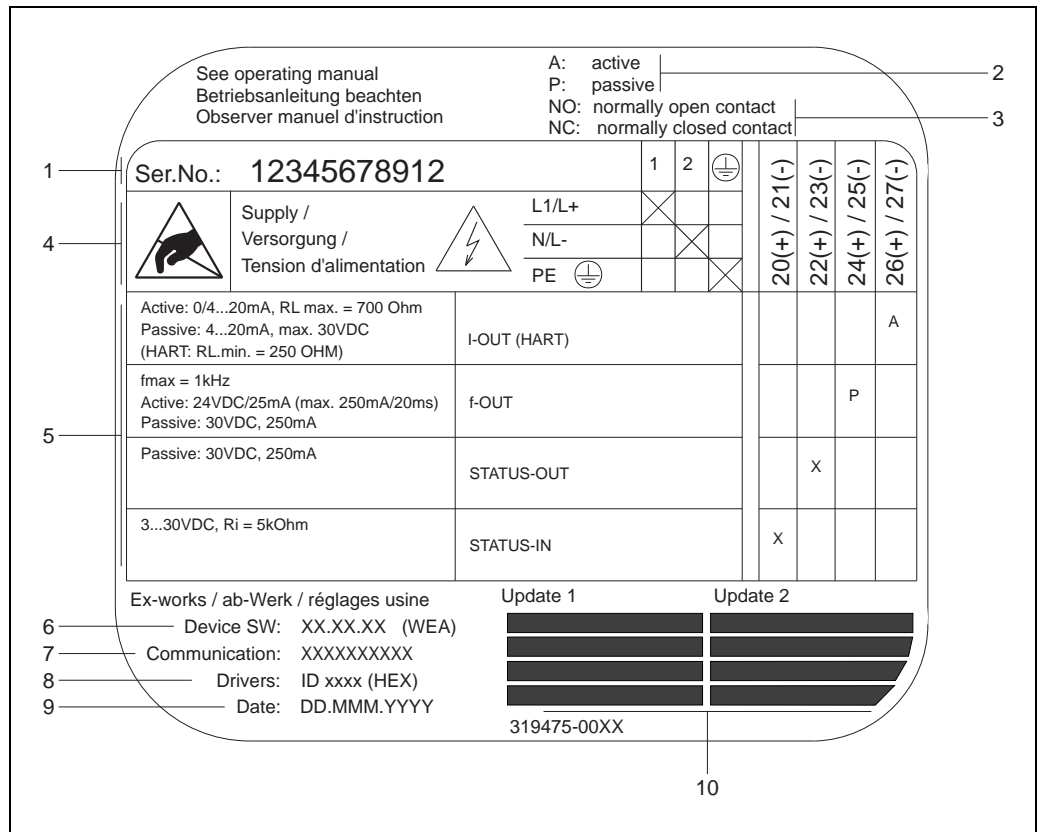 See operating manual
Betriebsanleitung beachten
Observer manuel d'instruction
A: active
P: passive
2
NO: normally open contact
NC: normally closed contact
3
1
Ser.No.: 12345678912
1 2
20(+) / 21(-)
22(+) / 23(-)
24(+) / 25(-)
26(+) / 27(-)
4
Supply /
Versorgung /
Tension d'alimentation
L1/L+
N/L-
PE
5
Active: 0/4...20mA, RL max. = 700 Ohm
Passive: 4...20mA, max. 30VDC
(HART: RL.min. = 250 OHM)
I-OUT (HART)
A
fmax = 1kHz
Active: 24VDC/25mA (max. 250mA/20ms)
Passive: 30VDC, 250mA
f-OUT
P
Passive: 30VDC, 250mA
STATUS-OUT
X
3...30VDC, Ri = 5kOhm
STATUS-IN
X
Ex-works / ab-Werk / réglages usine
Update 1
Update 2
6
Device SW: XX.XX.XX (WEA)
7
Communication: XXXXXXXXXX
8
Drivers: ID xxxx (HEX)
9
Date: DD.MMM.YYYY
319475-00XX
10